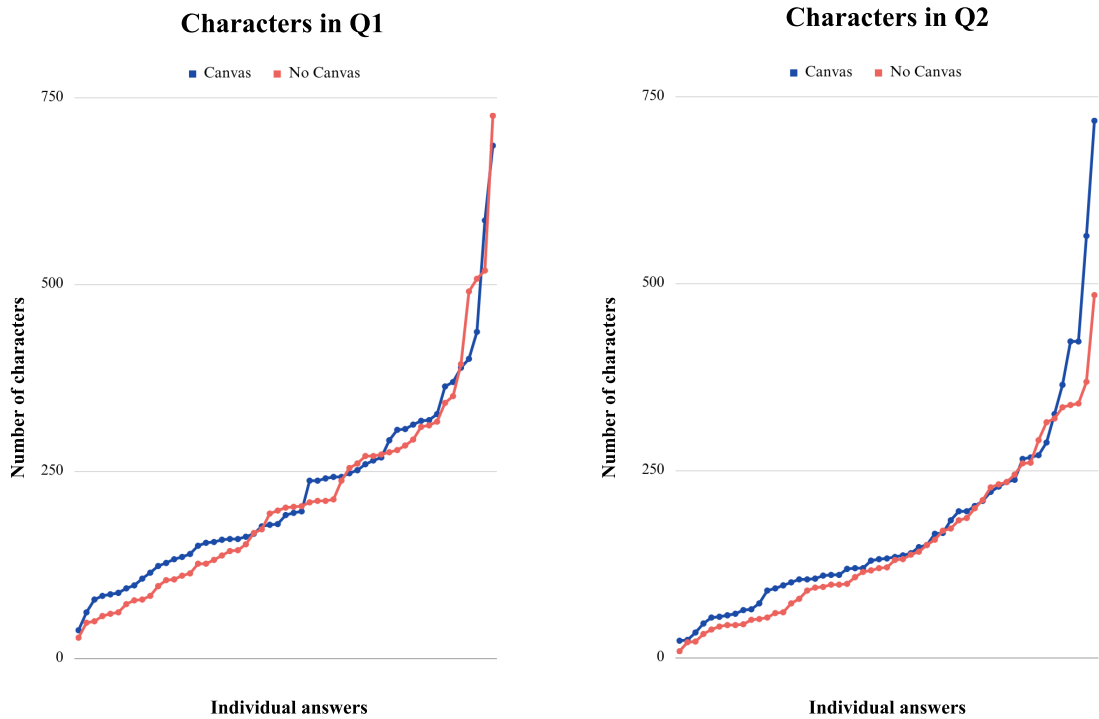 Characters in Q1
Canvas No Canvas
750
500
250
0
Number of characters
Individual answers
Characters in Q2
Canvas No Canvas
750
500
250
0
Number of characters
Individual answers